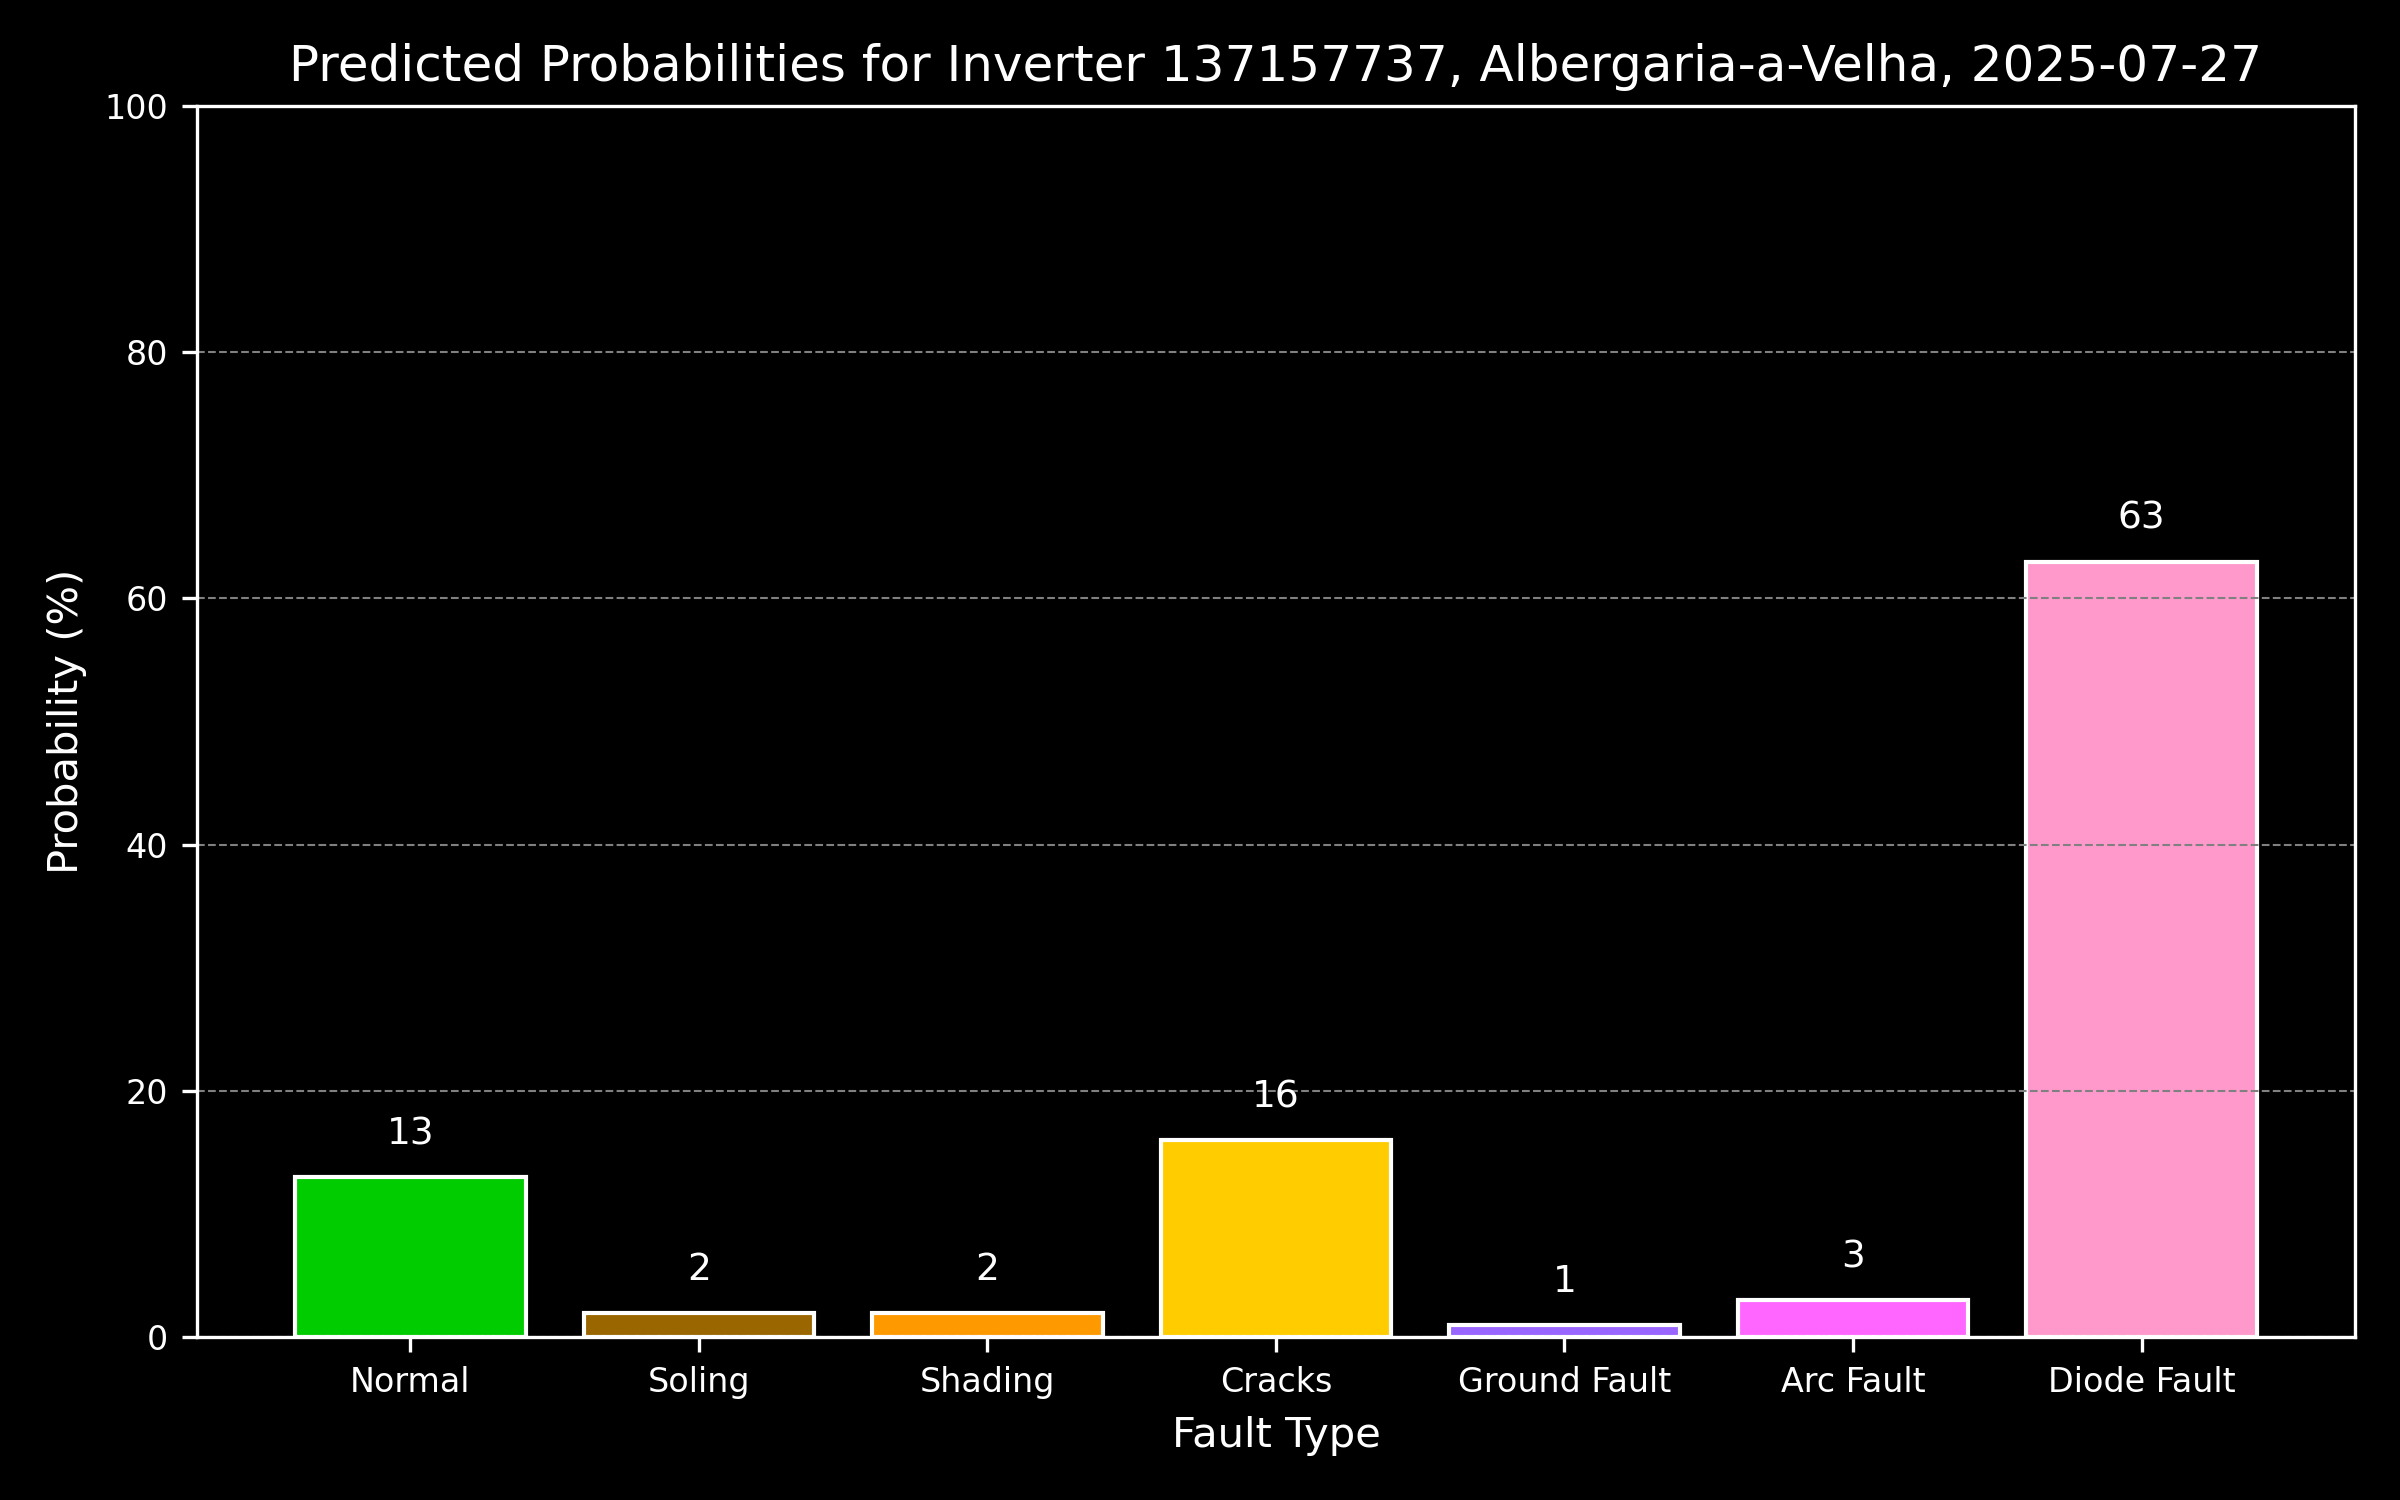 Predicted Probabilities for Inverter 137157737, Albergaria-a-Velha, 2025-07-27
100
80
60
40
20
0
Probability (%)
13
2
2
16
1
3
63
Normal
Soling
Shading
Cracks
Ground Fault
Arc Fault
Diode Fault
Fault Type